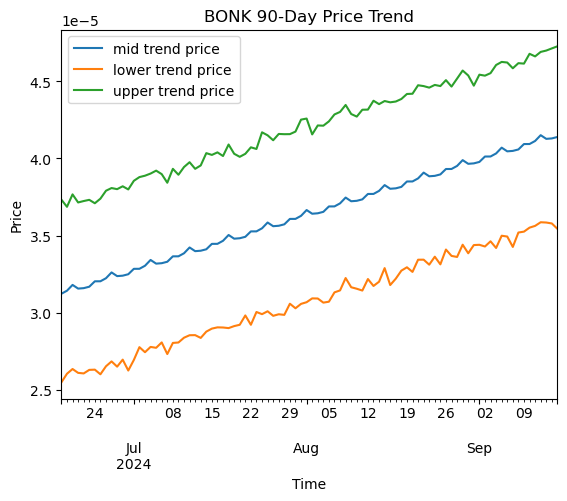 BONK 90-Day Price Trend
1e−5
mid trend price
lower trend price
upper trend price
4.5
4.0
3.5
3.0
2.5
Price
24 08 15 22 29 05 12 19 26 02 09
Jul Aug Sep
2024
Time